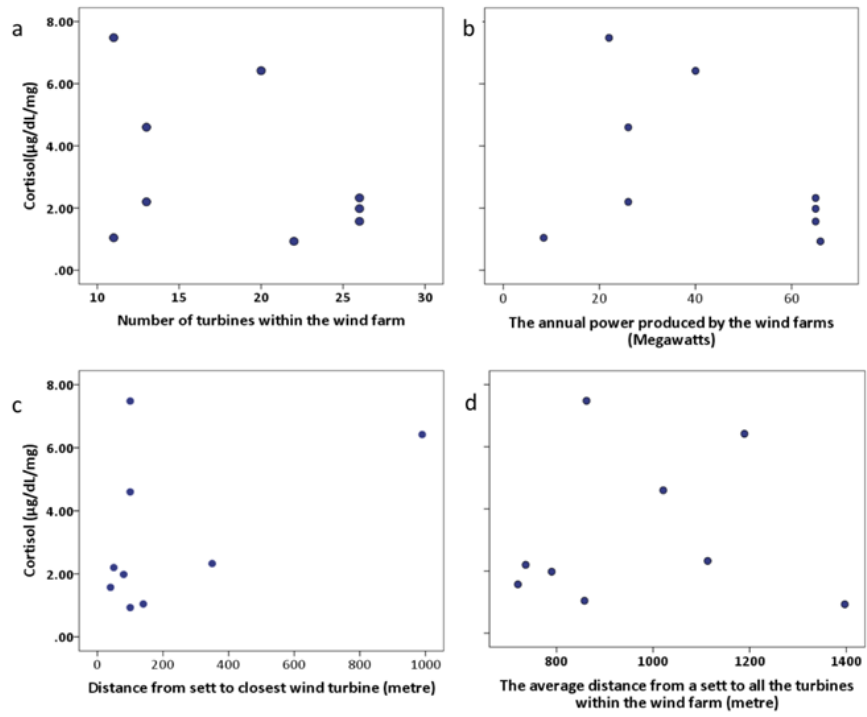 a
8.00
6.00
4.00
2.00
.00
Cortisol(µg/dL/mg)
10 15 20 25 30
Number of turbines within the wind farm
b
0 20 40 60
The annual power produced by the wind farms
(Megawatts)
c
8.00
6.00
4.00
2.00
.00
Cortisol (µg/dL/mg)
0 200 400 600 800 1000
Distance from sett to closest wind turbine (metre)
d
800 1000 1200 1400
The average distance from a sett to all the turbines
within the wind farm (metre)